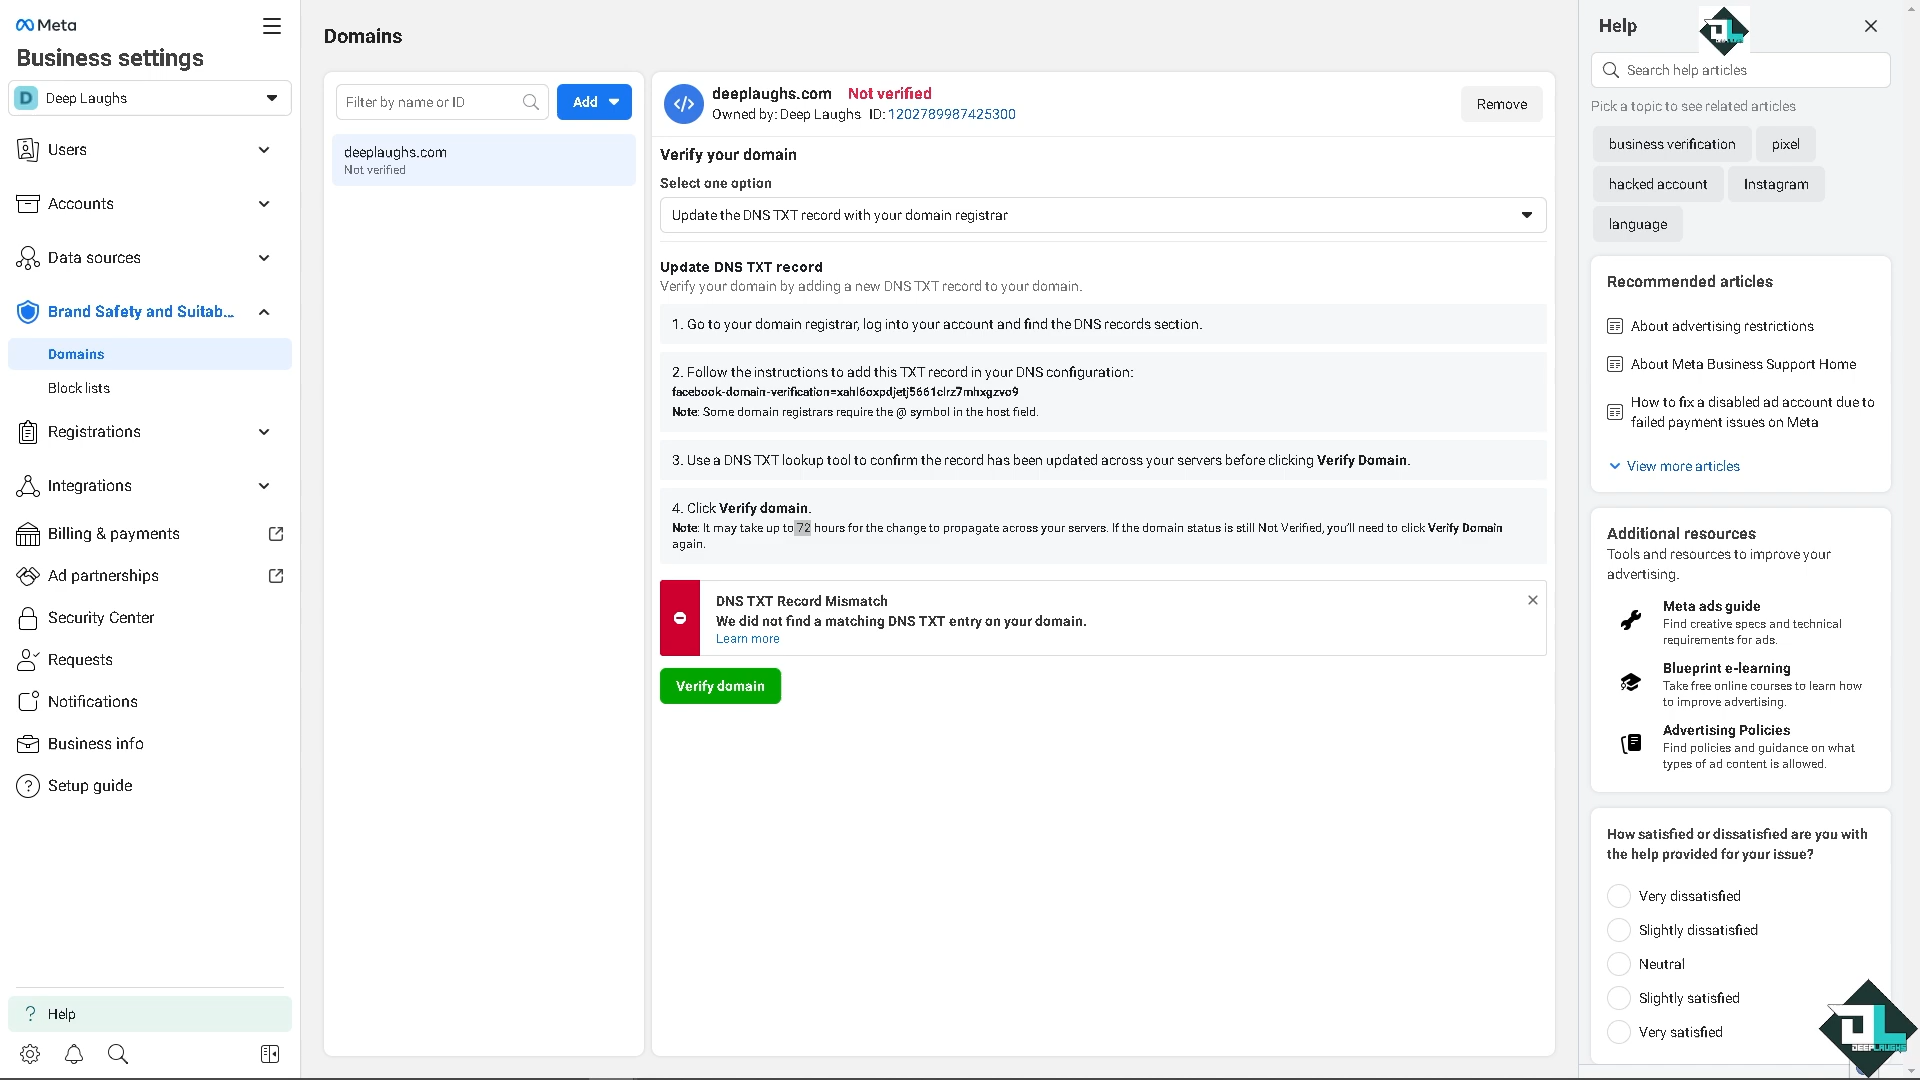 Meta
Business settings
D Deep Laughs
Users
Accounts
Data sources
Brand Safety and Suitab...
Domains
Block lists
Registrations
Integrations
Billing & payments
Ad partnerships
Security Center
Requests
Notifications
Business info
Setup guide
? Help
Domains
Filter by name or ID
Add
deeplaughs.com
Not verified
deeplaughs.com Not verified
Owned by: Deep Laughs ID: 1202789987425300
Remove
Verify your domain
Select one option
Update the DNS TXT record with your domain registrar
Update DNS TXT record
Verify your domain by adding a new DNS TXT record to your domain.
1. Go to your domain registrar, log into your account and find the DNS records section.
2. Follow the instructions to add this TXT record in your DNS configuration:
facebook-domain-verification=xahl6oxpdjetj5661clrz7mhxgzvo9
Note: Some domain registrars require the @ symbol in the host field.
3. Use a DNS TXT lookup tool to confirm the record has been updated across your servers before clicking Verify Domain.
4. Click Verify domain.
Note: It may take up to 72 hours for the change to propagate across your servers. If the domain status is still Not Verified, you'll need to click Verify Domain
again.
DNS TXT Record Mismatch
We did not find a matching DNS TXT entry on your domain.
Learn more
Verify domain
Help
Search help articles
Pick a topic to see related articles
business verification
pixel
hacked account
Instagram
language
Recommended articles
About advertising restrictions
About Meta Business Support Home
How to fix a disabled ad account due to
failed payment issues on Meta
View more articles
Additional resources
Tools and resources to improve your
advertising.
Meta ads guide
Find creative specs and technical
requirements for ads.
Blueprint e-learning
Take free online courses to learn how
to improve advertising.
Advertising Policies
Find policies and guidance on what
types of ad content is allowed.
How satisfied or dissatisfied are you with
the help provided for your issue?
Very dissatisfied
Slightly dissatisfied
Neutral
Slightly satisfied
Very satisfied
DL
DEEPLAUGHS